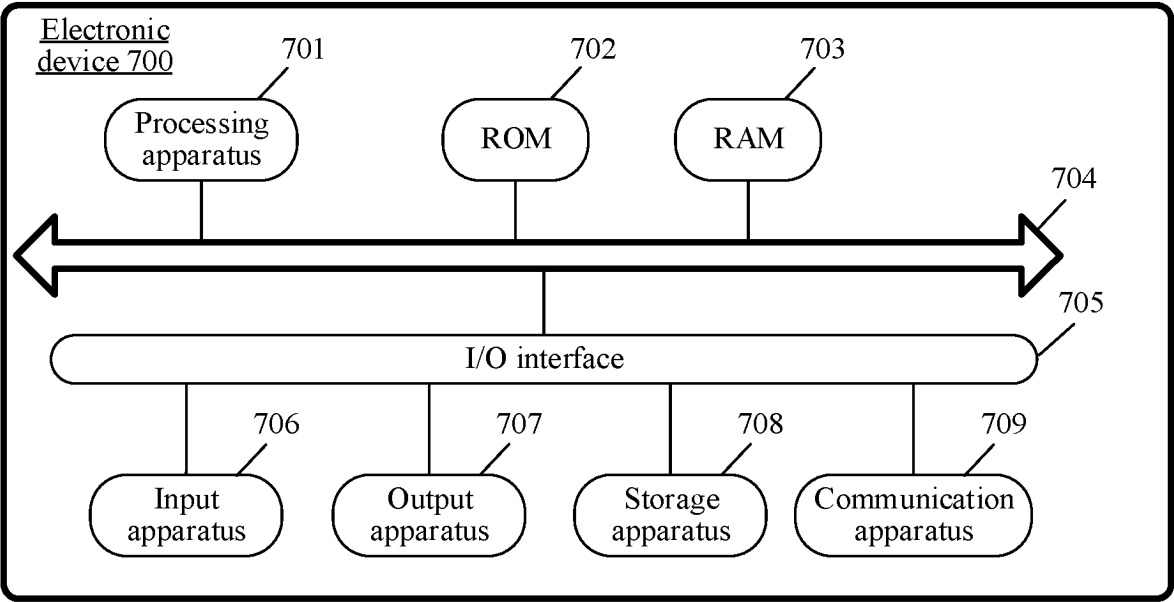 Electronic
device 700
701
702
703
Processing
apparatus
ROM
RAM
704
705
I/O interface
706
707
708
709
Input
apparatus
Output
apparatus
Storage
apparatus
Communication
apparatus